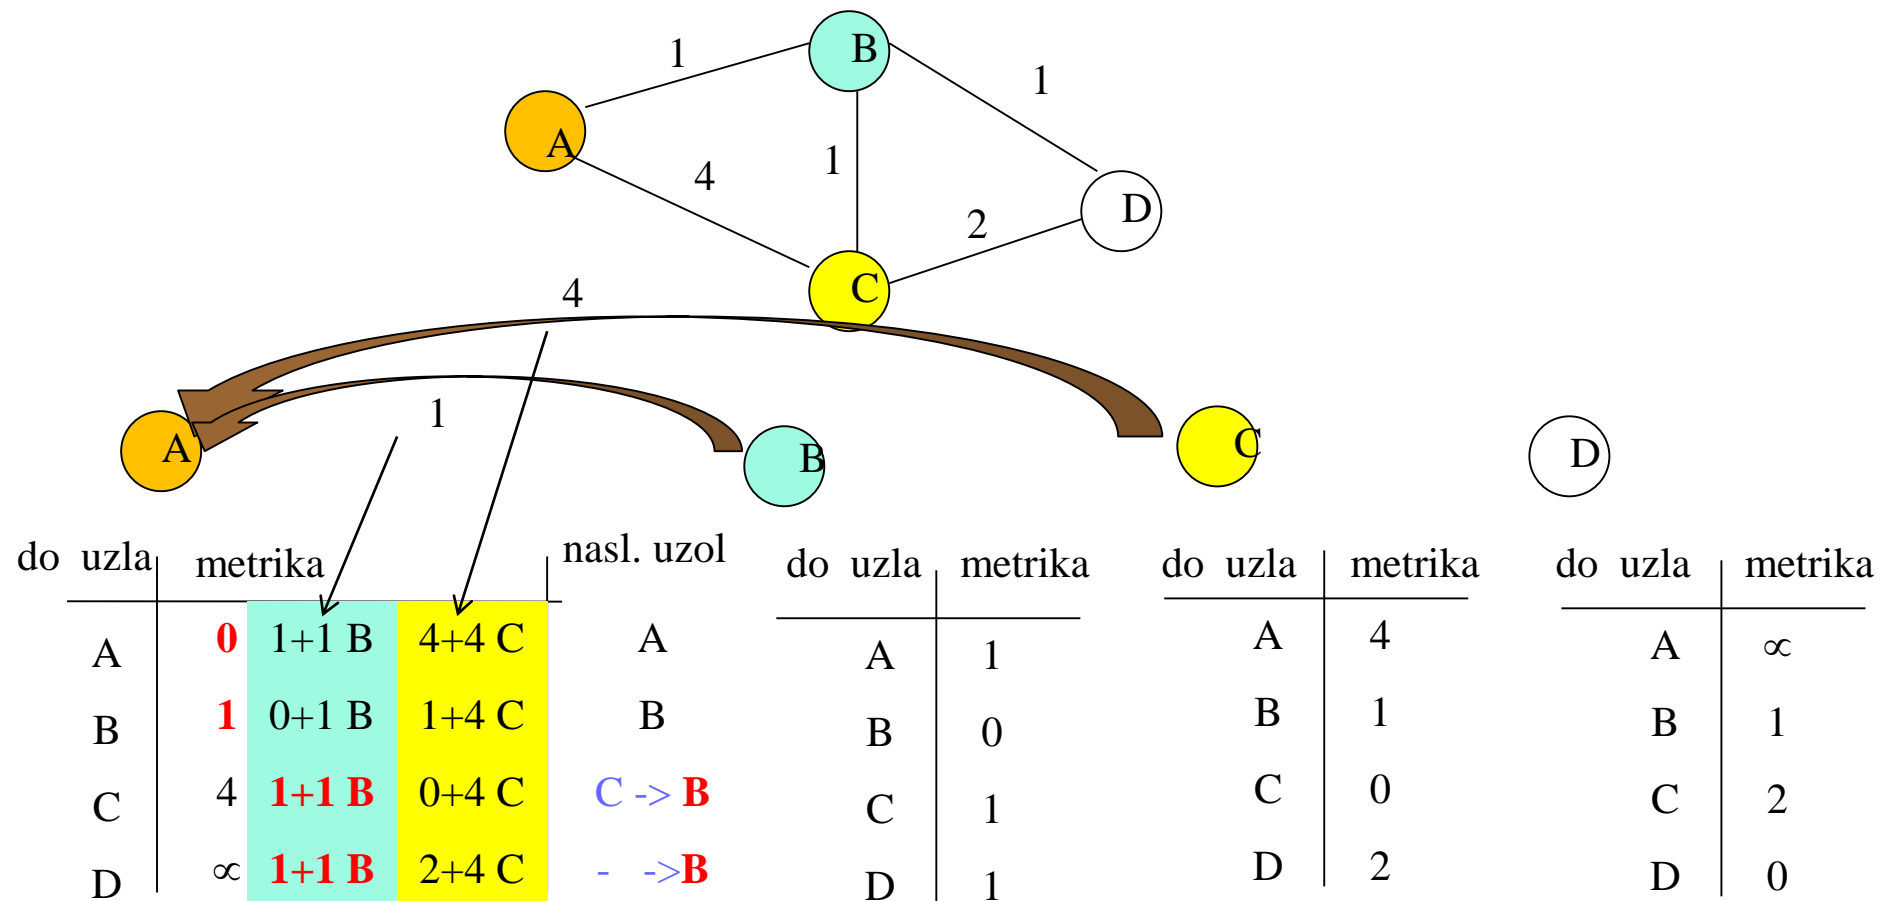 B
1
1
A
1
4
D
2
C
4
1
A
B
C
D
do uzla metrika nasl. uzol
A 0 1+1 B 4+4 C A
B 1 0+1 B 1+4 C B
C 4 1+1 B 0+4 C C -> B
D ∝ 1+1 B 2+4 C - ->B
do uzla metrika
A 1
B 0
C 1
D 1
do uzla metrika
A 4
B 1
C 0
D 2
do uzla metrika
A ∝
B 1
C 2
D 0